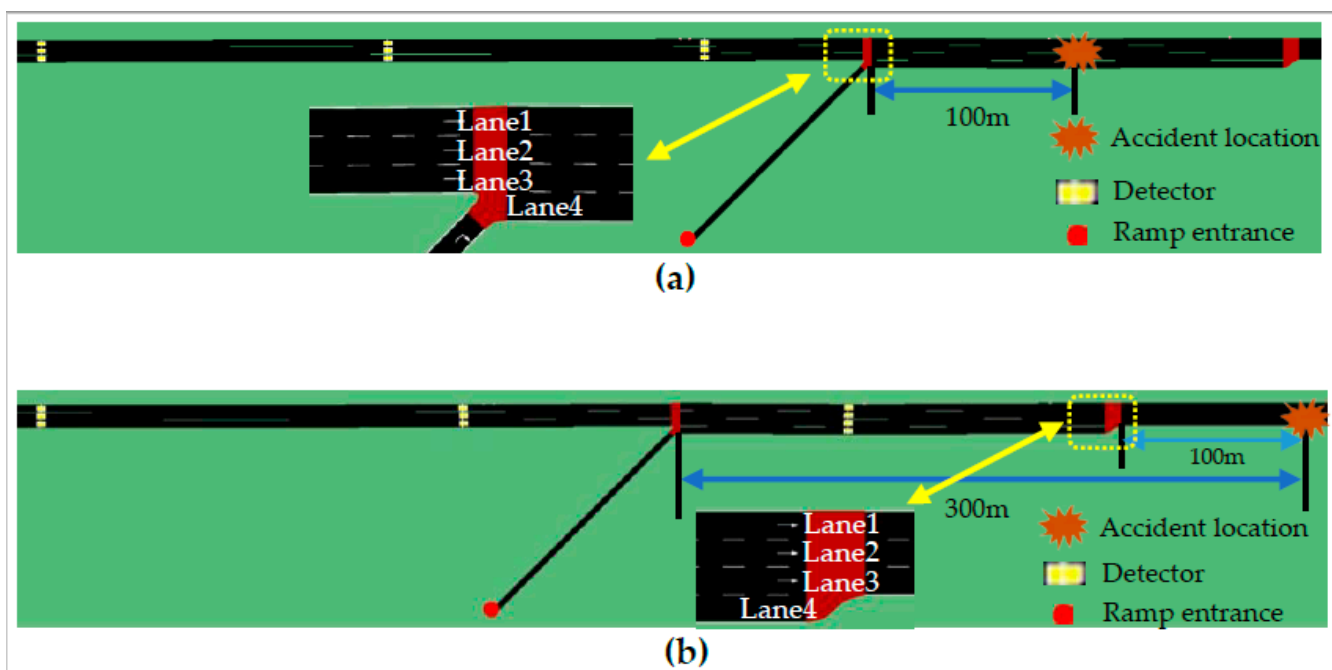 Lane1
Lane2
Lane3
Lane4
100m
Accident location
Detector
Ramp entrance
(a)
100m
300m
Lane1
Lane2
Lane3
Lane4
Accident location
Detector
Ramp entrance
(b)